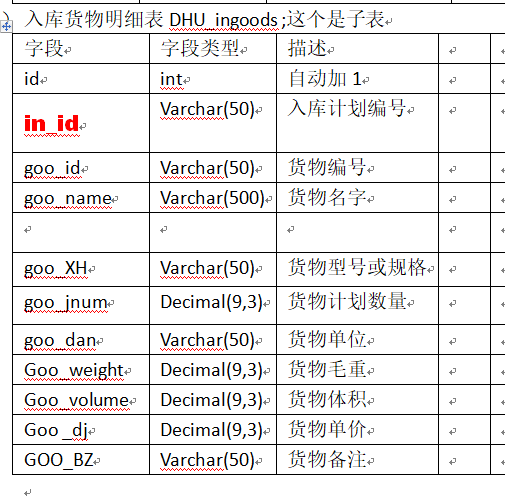 入库货物明细表 DHU_ingoods ;这个是子表
字段 字段类型 描述
id int 自动加 1
in_id Varchar(50) 入库计划编号
goo_id Varchar(50) 货物编号
goo_name Varchar(500) 货物名字
goo_XH Varchar(50) 货物型号或规格
goo_jnum Decimal(9,3) 货物计划数量
goo_dan Varchar(50) 货物单位
Goo_weight Decimal(9,3) 货物毛重
Goo_volume Decimal(9,3) 货物体积
Goo _dj Decimal(9,3) 货物单价
GOO_BZ Varchar(50) 货物备注